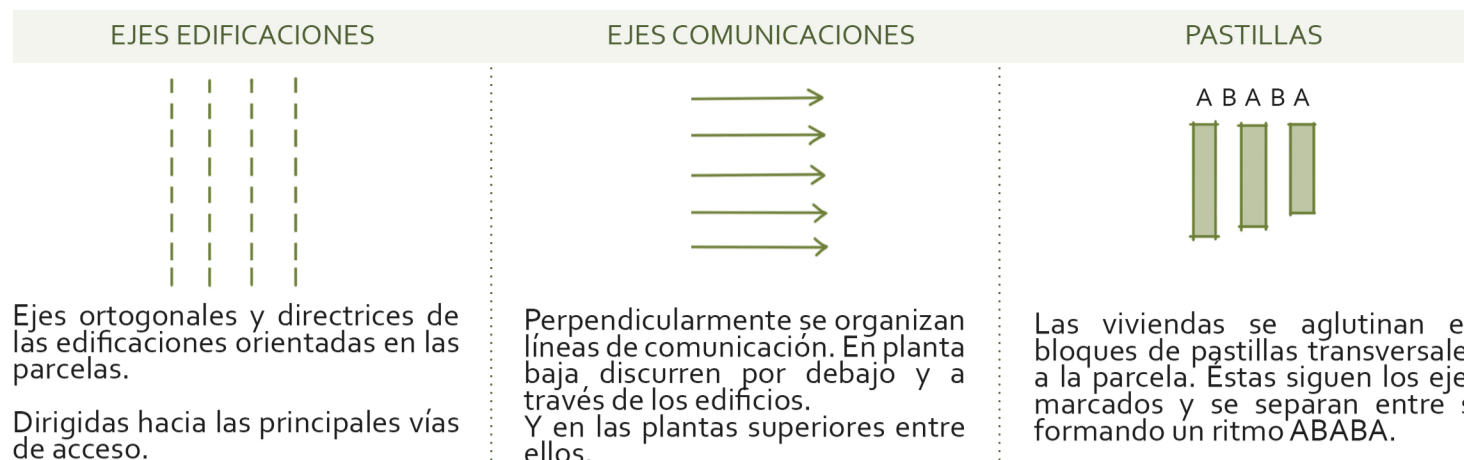 EJES EDIFICACIONES
Ejes ortogonales y directrices de
las edificaciones orientadas en las
parcelas.
Dirigidas hacia las principales vías
de acceso.
EJES COMUNICACIONES
Perpendicularmente se organizan
líneas de comunicación. En planta
baja discurren por debajo y a
través de los edificios.
Y en las plantas superiores entre
ellos.
PASTILLAS
A B A B A
Las viviendas se aglutinan
bloques de pastillas
a la parcela. Éstas siguen los
marcados y se separan entre
formando un ritmo ABABA.